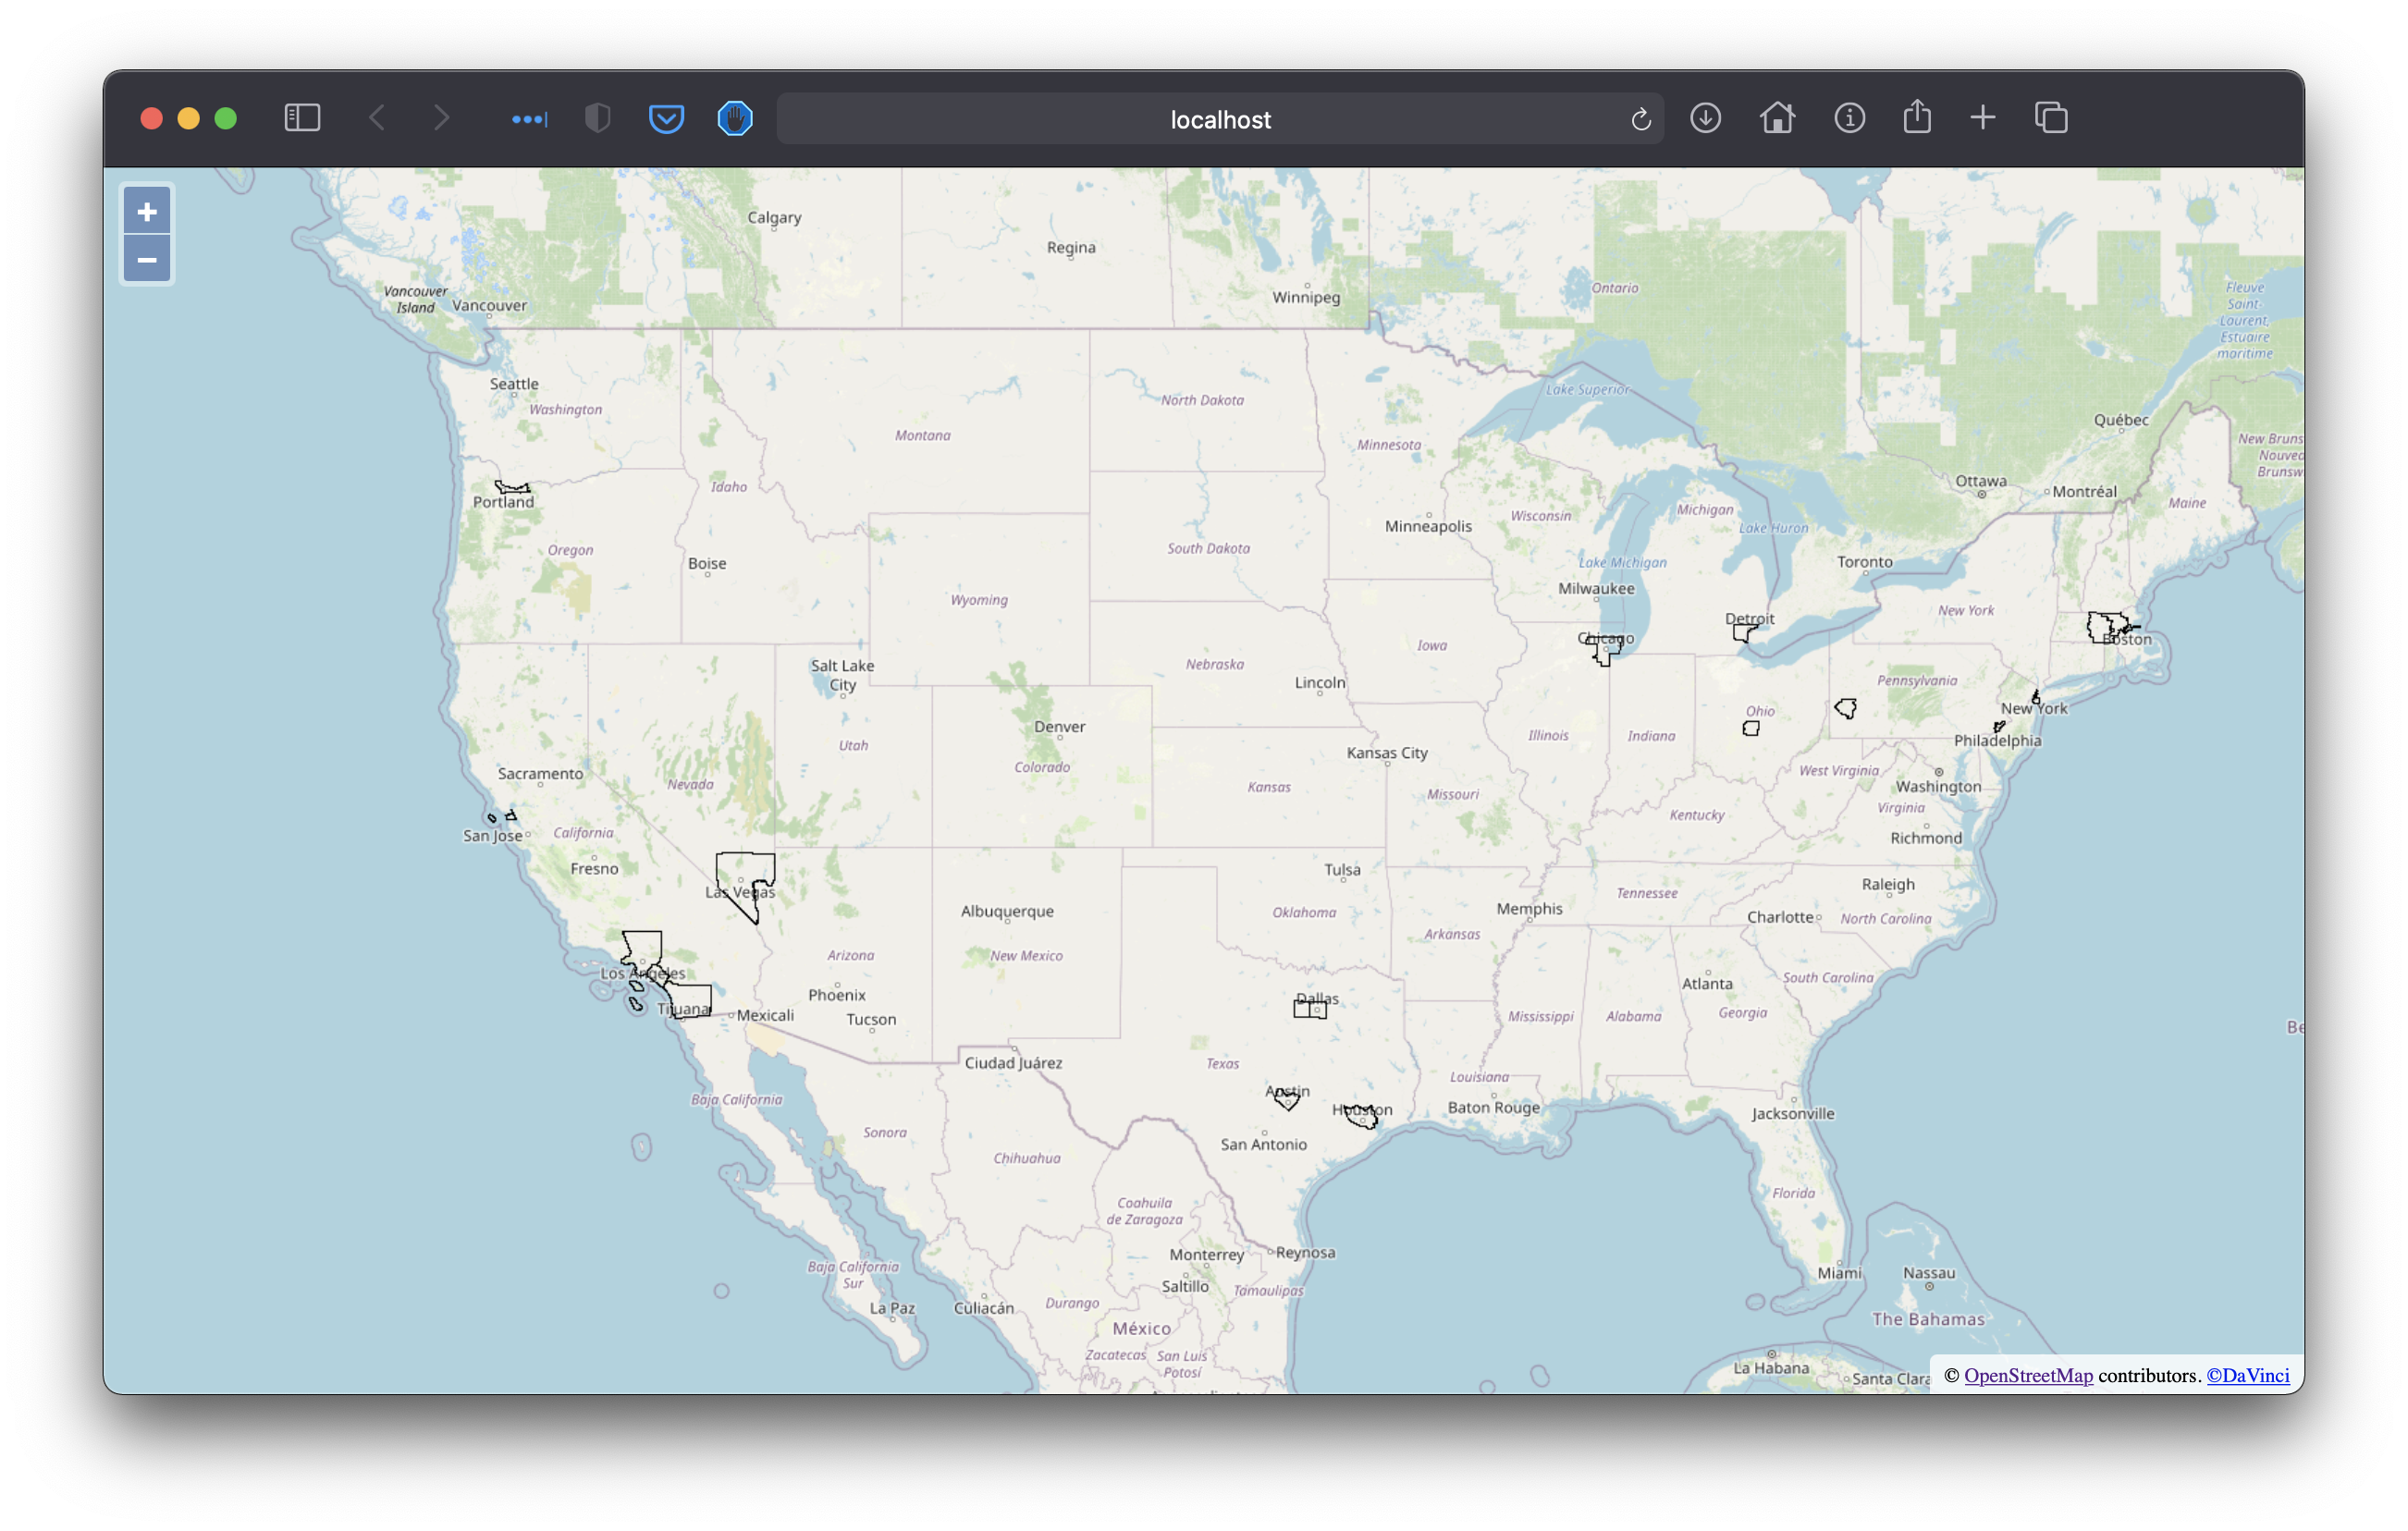 localhost
+
−
Calgary
Regina
Winnipeg
Ontario
Fleuve
Saint-
Laurent,
Estuaire
maritime
Vancouver
Island
Vancouver
Seattle
Washington
Montana
North Dakota
Minnesota
Lake Superior
Québec
New Bruns
Nouvea
Brunsw
Portland
Idaho
Ottawa
Montréal
Maine
Michigan
Lake Huron
Wisconsin
Minneapolis
Oregon
Boise
South Dakota
Lake Michigan
Toronto
Wyoming
Milwaukee
New York
Detroit
Chicago
Boston
Iowa
Salt Lake
City
Nebraska
Lincoln
Pennsylvania
Ohio
New York
Denver
Utah
Colorado
Kansas City
Illinois
Indiana
Philadelphia
Sacramento
Nevada
Kansas
Missouri
West Virginia
Washington
Kentucky
Virginia
San Jose
California
Richmond
Fresno
Las Vegas
Tulsa
Raleigh
Tennessee
Albuquerque
Oklahoma
Memphis
Charlotte
North Carolina
Arkansas
Arizona
New Mexico
Los Angeles
South Carolina
Atlanta
Phoenix
Dallas
Tijuana
Mexicali
Tucson
Mississippi
Alabama
Georgia
Be
Ciudad Juárez
Texas
Louisiana
Austin
Houston
Baton Rouge
Jacksonville
Baja California
Sonora
San Antonio
Chihuahua
Coahuila
de Zaragoza
Florida
Monterrey
Reynosa
Baja California
Sur
Saltillo
Tamaulipas
Miami
Nassau
La Paz
Culiacán
Durango
México
The Bahamas
Zacatecas
San Luis
Potosí
La Habana
Santa Clara
© OpenStreetMap contributors. ©DaVinci